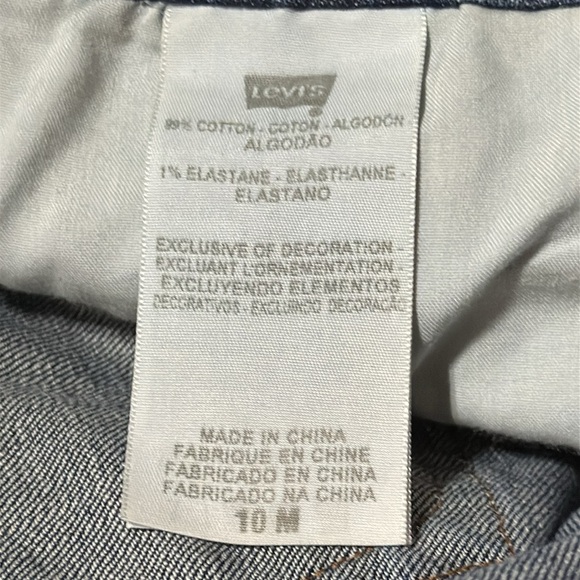 Levi's
99% COTTON - COTON - ALGODÓN
ALGODÃO
1% ELASTANE - ELASTHANNE -
ELASTANO
EXCLUSIVE OF DECORATION -
EXCLUANT L'ORNEMENTATION -
EXCLUYENDO ELEMENTOS
DECORATIVOS - EXCLUINDO DECORAÇÃO
MADE IN CHINA
FABRIQUE EN CHINE
FABRICADO EN CHINA
FABRICADO NA CHINA
10 M